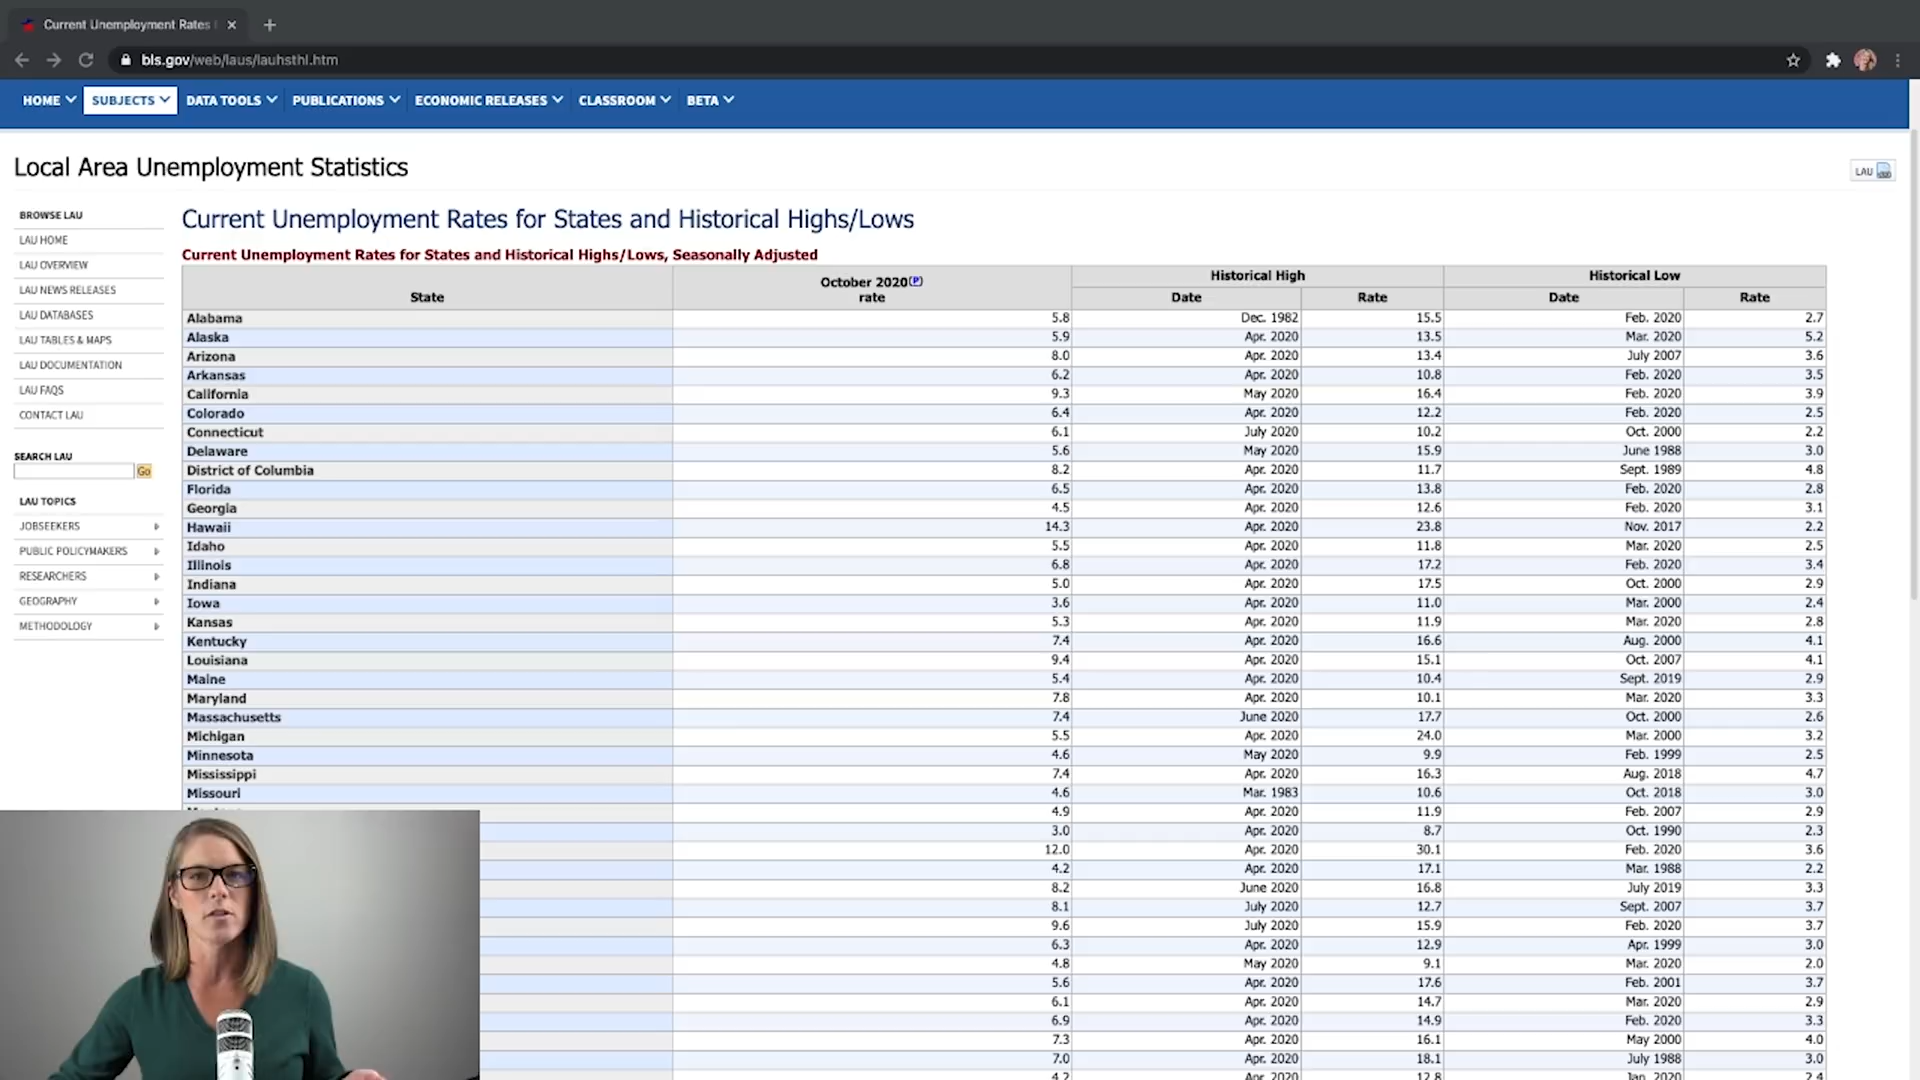 Current Unemployment Rates
bls.gov/web/laus/lauhsthl.htm
HOME SUBJECTS DATA TOOLS PUBLICATIONS ECONOMIC RELEASES CLASSROOM BETA
Local Area Unemployment Statistics
LAU
BROWSE LAU
LAU HOME
LAU OVERVIEW
LAU NEWS RELEASES
LAU DATABASES
LAU TABLES & MAPS
LAU DOCUMENTATION
LAU FAQS
CONTACT LAU
SEARCH LAU
Go
LAU TOPICS
JOBSEEKERS
PUBLIC POLICYMAKERS
RESEARCHERS
GEOGRAPHY
METHODOLOGY
Current Unemployment Rates for States and Historical Highs/Lows
Current Unemployment Rates for States and Historical Highs/Lows, Seasonally Adjusted
State October 2020(P) rate Historical High Historical Low
Date Rate Date Rate
Alabama 5.8 Dec. 1982 15.5 Feb. 2020 2.7
Alaska 5.9 Apr. 2020 13.5 Mar. 2020 5.2
Arizona 8.0 Apr. 2020 13.4 July 2007 3.6
Arkansas 6.2 Apr. 2020 10.8 Feb. 2020 3.5
California 9.3 May 2020 16.4 Feb. 2020 3.9
Colorado 6.4 Apr. 2020 12.2 Feb. 2020 2.5
Connecticut 6.1 July 2020 10.2 Oct. 2000 2.2
Delaware 5.6 May 2020 15.9 June 1988 3.0
District of Columbia 8.2 Apr. 2020 11.7 Sept. 1989 4.8
Florida 6.5 Apr. 2020 13.8 Feb. 2020 2.8
Georgia 4.5 Apr. 2020 12.6 Feb. 2020 3.1
Hawaii 14.3 Apr. 2020 23.8 Nov. 2017 2.2
Idaho 5.5 Apr. 2020 11.8 Mar. 2020 2.5
Illinois 6.8 Apr. 2020 17.2 Feb. 2020 3.4
Indiana 5.0 Apr. 2020 17.5 Oct. 2000 2.9
Iowa 3.6 Apr. 2020 11.0 Mar. 2000 2.4
Kansas 5.3 Apr. 2020 11.9 Mar. 2020 2.8
Kentucky 7.4 Apr. 2020 16.6 Aug. 2000 4.1
Louisiana 9.4 Apr. 2020 15.1 Oct. 2007 4.1
Maine 5.4 Apr. 2020 10.4 Sept. 2019 2.9
Maryland 7.8 Apr. 2020 10.1 Mar. 2020 3.3
Massachusetts 7.4 June 2020 17.7 Oct. 2000 2.6
Michigan 5.5 Apr. 2020 24.0 Mar. 2000 3.2
Minnesota 4.6 May 2020 9.9 Feb. 1999 2.5
Mississippi 7.4 Apr. 2020 16.3 Aug. 2018 4.7
Missouri 4.6 Mar. 1983 10.6 Oct. 2018 3.0
4.9 Apr. 2020 11.9 Feb. 2007 2.9
3.0 Apr. 2020 8.7 Oct. 1990 2.3
12.0 Apr. 2020 30.1 Feb. 2020 3.6
4.2 Apr. 2020 17.1 Mar. 1988 2.2
8.2 June 2020 16.8 July 2019 3.3
8.1 July 2020 12.7 Sept. 2007 3.7
9.6 July 2020 15.9 Feb. 2020 3.7
6.3 Apr. 2020 12.9 Apr. 1999 3.0
4.8 May 2020 9.1 Mar. 2020 2.0
5.6 Apr. 2020 17.6 Feb. 2001 3.7
6.1 Apr. 2020 14.7 Mar. 2020 2.9
6.9 Apr. 2020 14.9 Feb. 2020 3.3
7.3 Apr. 2020 16.1 May 2000 4.0
7.0 Apr. 2020 18.1 July 1988 3.0
4.2 Apr. 2020 12.8 Jan. 2020 2.4